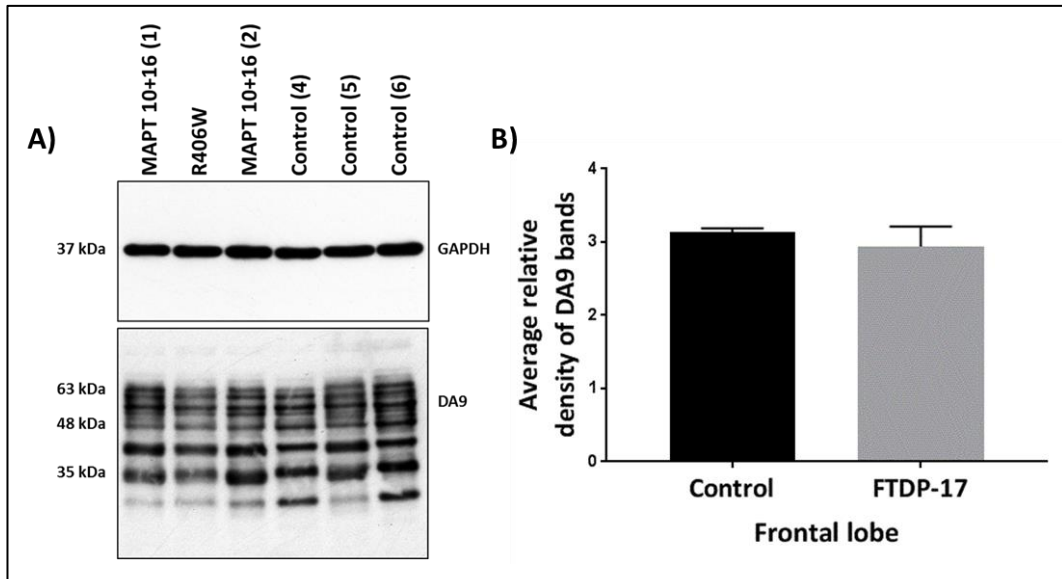 A)
MAPT 10+16 (1)
R406W
MAPT 10+16 (2)
Control (4)
Control (5)
Control (6)
37 kDa
GAPDH
63 kDa
48 kDa
35 kDa
DA9
B)
Average relative
density of DA9 bands
4
3
2
1
0
Control
FTDP-17
Frontal lobe